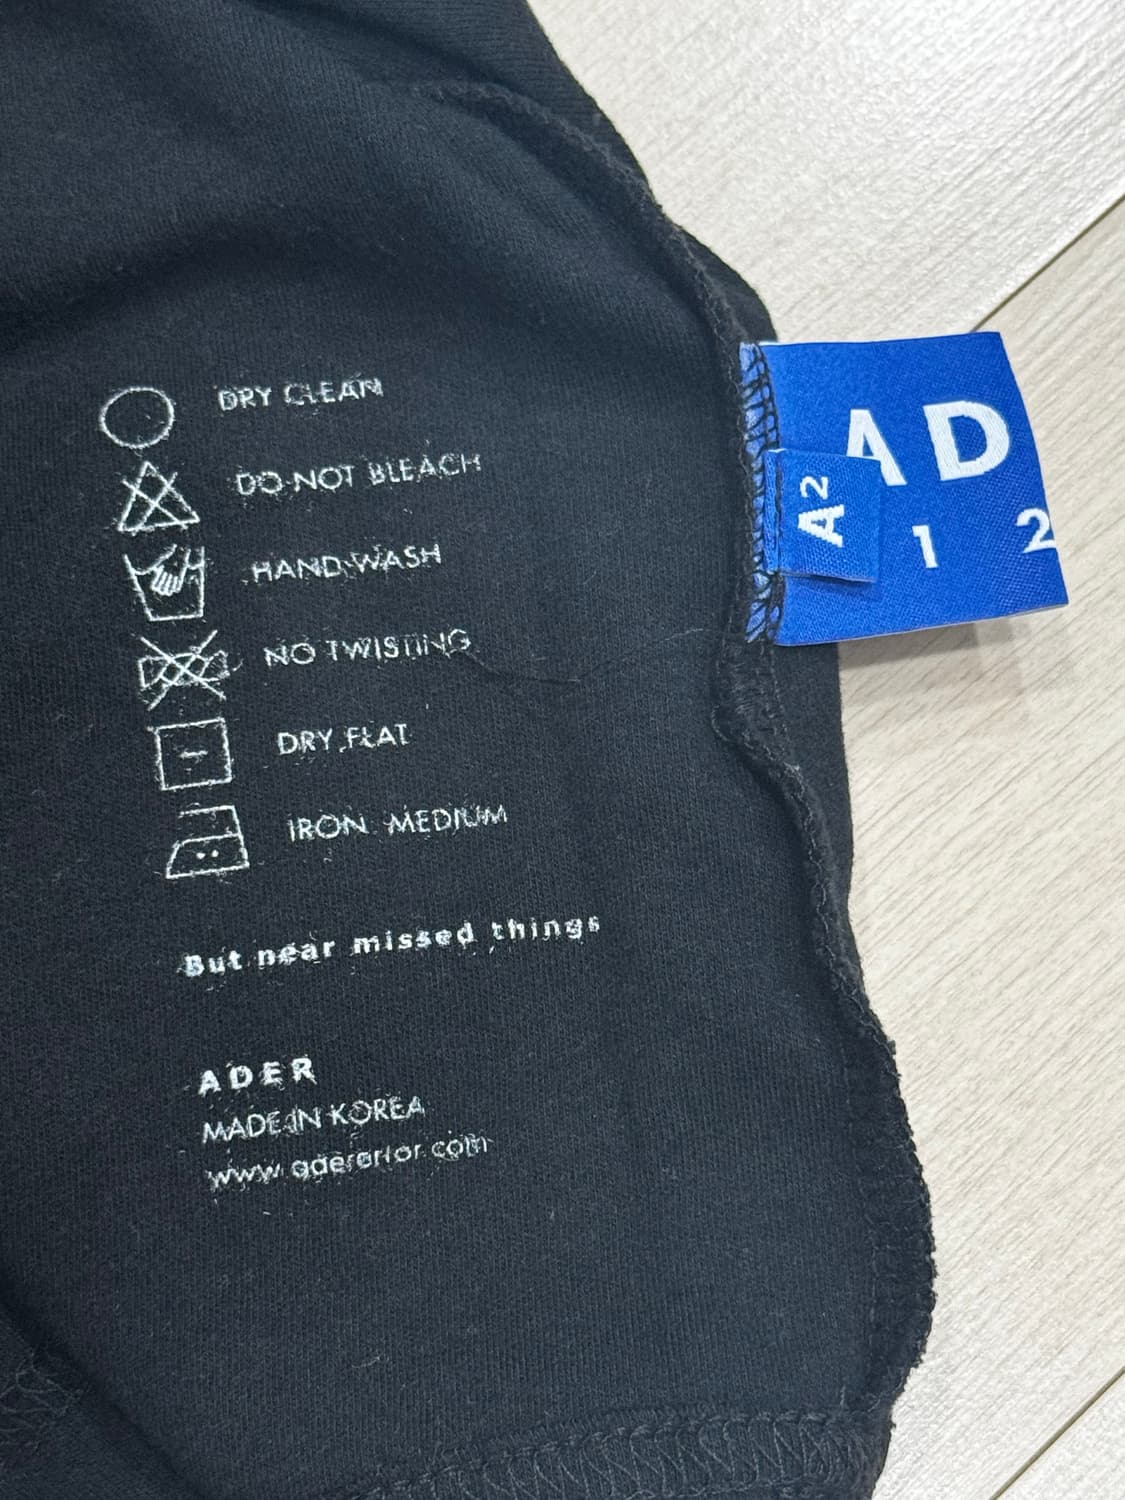 DRY CLEAN
DO NOT BLEACH
HAND WASH
NO TWISTING
DRY FLAT
IRON MEDIUM
But near missed things
ADER
MADE IN KOREA
www.adererror.com
AD
A2
1 2